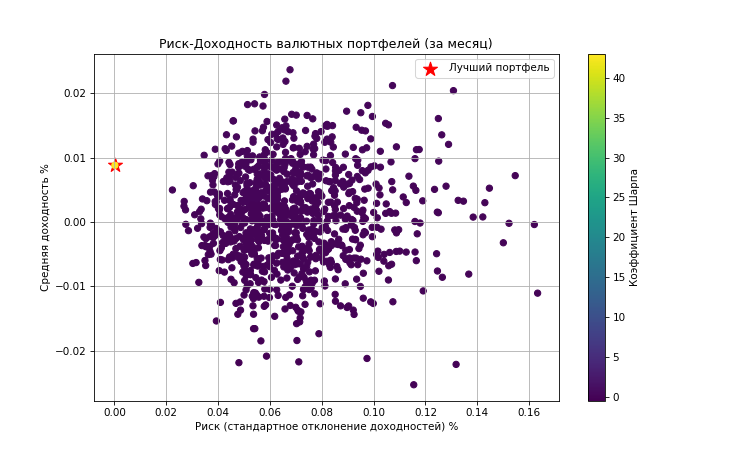 Риск-Доходность валютных портфелей (за месяц)
Лучший портфель
Средняя доходность %
0.02
0.01
0.00
−0.01
−0.02
0.00 0.02 0.04 0.06 0.08 0.10 0.12 0.14 0.16
Риск (стандартное отклонение доходностей) %
40
35
30
25
20
15
10
5
0
Коэффициент Шарпа